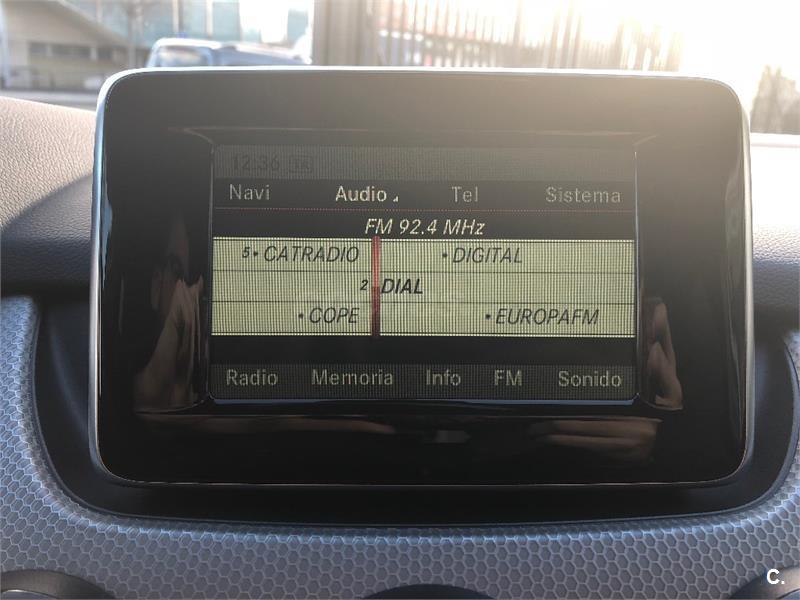 12:36 TA
Navi Audio Tel Sistema
FM 92.4 MHz
5• CATRADIO • DIGITAL
2 •DIAL
• COPE • EUROPAFM
Radio Memoria Info FM Sonido
C.